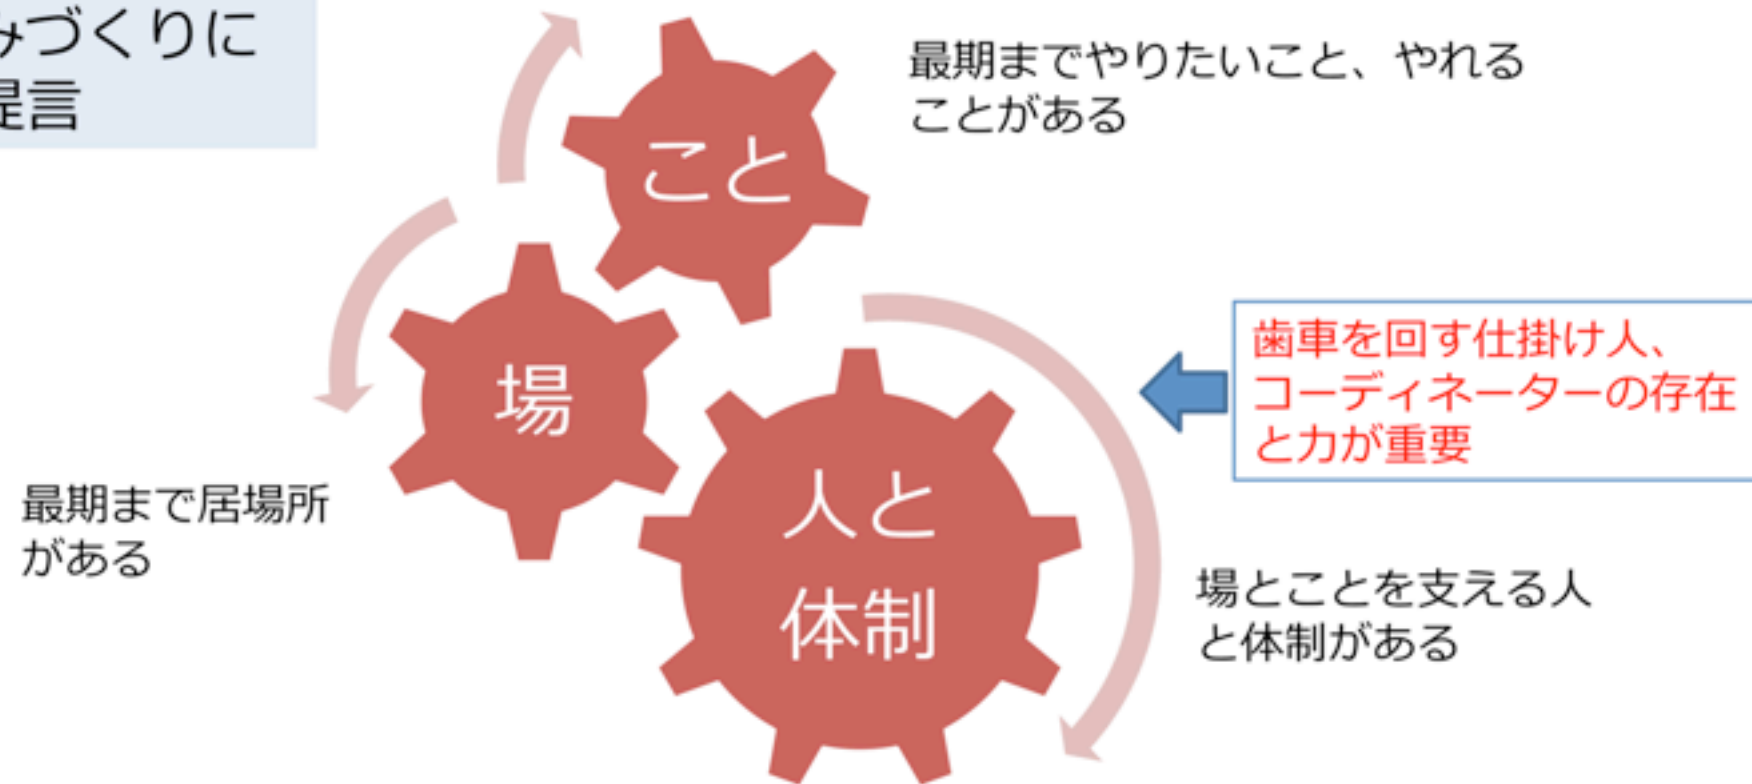 みづくりに
提言
最期までやりたいこと、やれる
ことがある
こと
場
歯車を回す仕掛け人、
コーディネーターの存在
と力が重要
最期まで居場所
がある
人と
体制
場とことを支える人
と体制がある